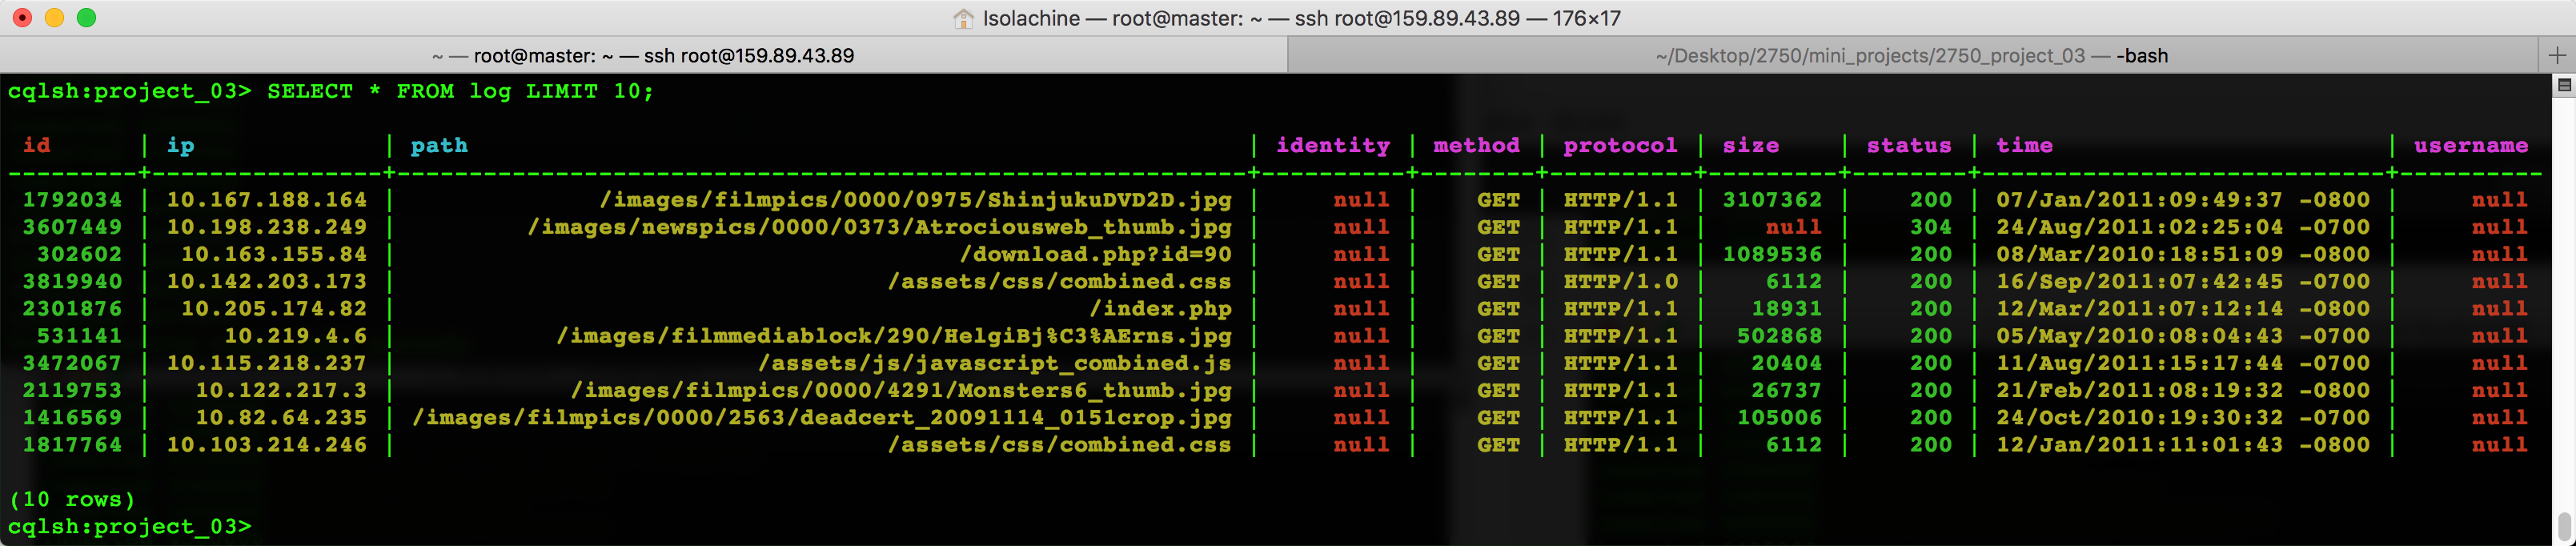 Isolachine — root@master: ~ — ssh root@159.89.43.89 — 176×17
~ — root@master: ~ — ssh root@159.89.43.89 ~/Desktop/2750/mini_projects/2750_project_03 — -bash
cqlsh:project_03> SELECT * FROM log LIMIT 10;
id | ip | path | identity | method | protocol | size | status | time | username
1792034 | 10.167.188.164 | /images/filmpics/0000/0975/ShinjukuDVD2D.jpg | null | GET | HTTP/1.1 | 3107362 | 200 | 07/Jan/2011:09:49:37 -0800 | null
3607449 | 10.198.238.249 | /images/newspics/0000/0373/Atrociousweb_thumb.jpg | null | GET | HTTP/1.1 | null | 304 | 24/Aug/2011:02:25:04 -0700 | null
302602 | 10.163.155.84 | /download.php?id=90 | null | GET | HTTP/1.1 | 1089536 | 200 | 08/Mar/2010:18:51:09 -0800 | null
3819940 | 10.142.203.173 | /assets/css/combined.css | null | GET | HTTP/1.0 | 6112 | 200 | 16/Sep/2011:07:42:45 -0700 | null
2301876 | 10.205.174.82 | /index.php | null | GET | HTTP/1.1 | 18931 | 200 | 12/Mar/2011:07:12:14 -0800 | null
531141 | 10.219.4.6 | /images/filmmediablock/290/HelgiBj%C3%AErns.jpg | null | GET | HTTP/1.1 | 502868 | 200 | 05/May/2010:08:04:43 -0700 | null
3472067 | 10.115.218.237 | /assets/js/javascript_combined.js | null | GET | HTTP/1.1 | 20404 | 200 | 11/Aug/2011:15:17:44 -0700 | null
2119753 | 10.122.217.3 | /images/filmpics/0000/4291/Monsters6_thumb.jpg | null | GET | HTTP/1.1 | 26737 | 200 | 21/Feb/2011:08:19:32 -0800 | null
1416569 | 10.82.64.235 | /images/filmpics/0000/2563/deadcert_20091114_0151crop.jpg | null | GET | HTTP/1.1 | 105006 | 200 | 24/Oct/2010:19:30:32 -0700 | null
1817764 | 10.103.214.246 | /assets/css/combined.css | null | GET | HTTP/1.1 | 6112 | 200 | 12/Jan/2011:11:01:43 -0800 | null
(10 rows)
cqlsh:project_03>